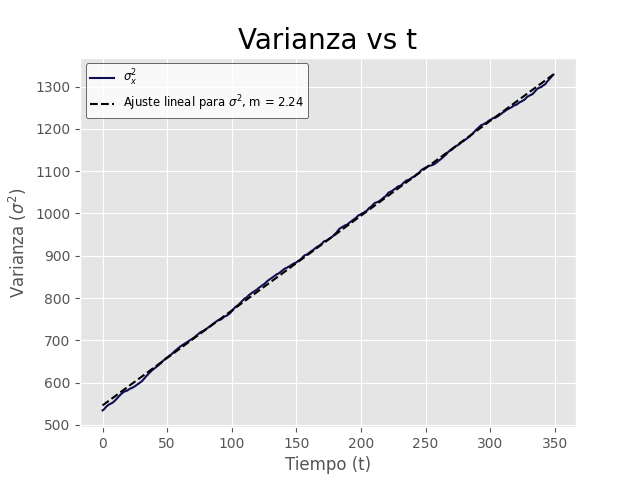 Varianza vs t
σₓ²
Ajuste lineal para σ², m = 2.24
Varianza (σ²)
1300
1200
1100
1000
900
800
700
600
500
0 50 100 150 200 250 300 350
Tiempo (t)